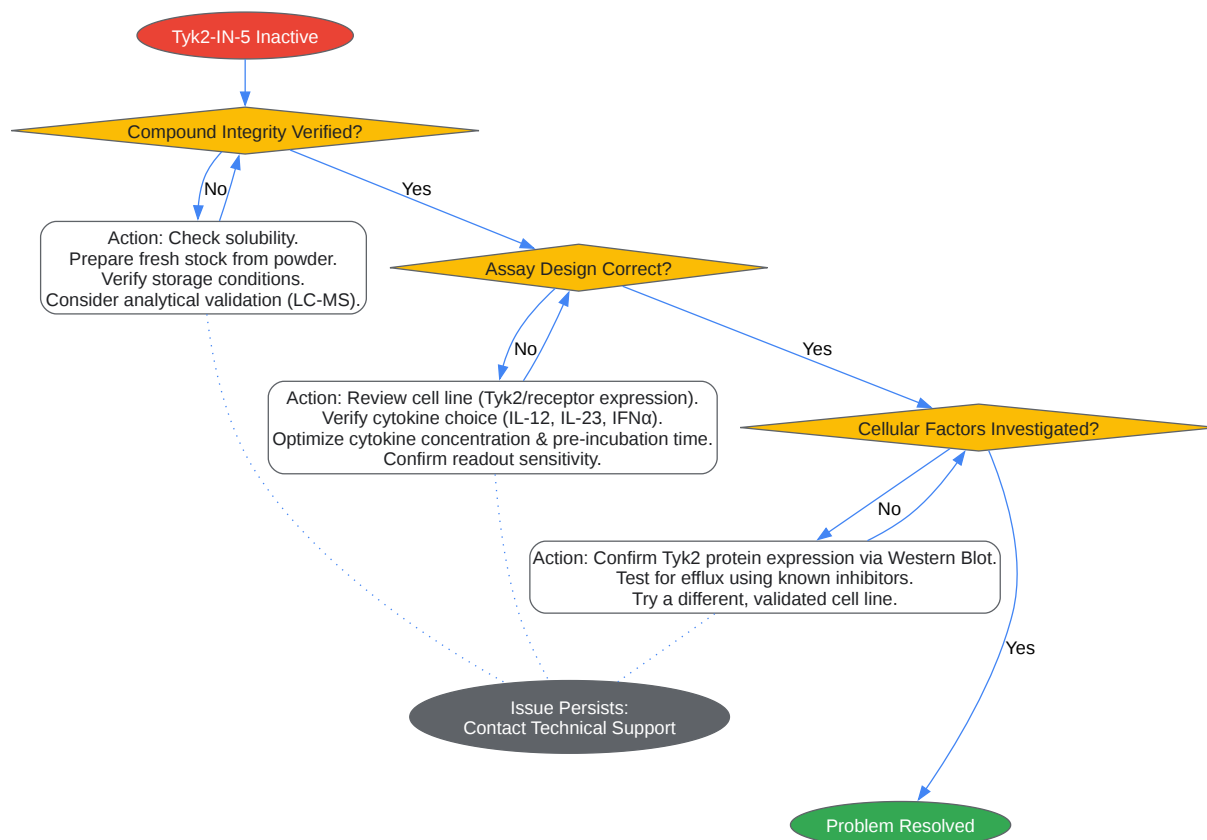 Tyk2-IN-5 Inactive
Compound Integrity Verified?
No
Yes
Action: Check solubility.
Prepare fresh stock from powder.
Verify storage conditions.
Consider analytical validation (LC-MS).
Assay Design Correct?
No
Yes
Action: Review cell line (Tyk2/receptor expression).
Verify cytokine choice (IL-12, IL-23, IFNα).
Optimize cytokine concentration & pre-incubation time.
Confirm readout sensitivity.
Cellular Factors Investigated?
No
Action: Confirm Tyk2 protein expression via Western Blot.
Test for efflux using known inhibitors.
Try a different, validated cell line.
Yes
Issue Persists:
Contact Technical Support
Problem Resolved